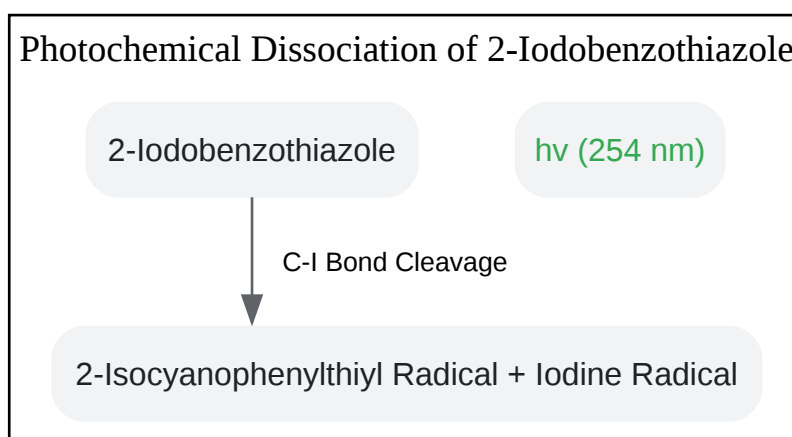 Photochemical Dissociation of 2-Iodobenzothiazole
2-Iodobenzothiazole
hv (254 nm)
C-I Bond Cleavage
2-Isocyanophenylthiyl Radical + Iodine Radical